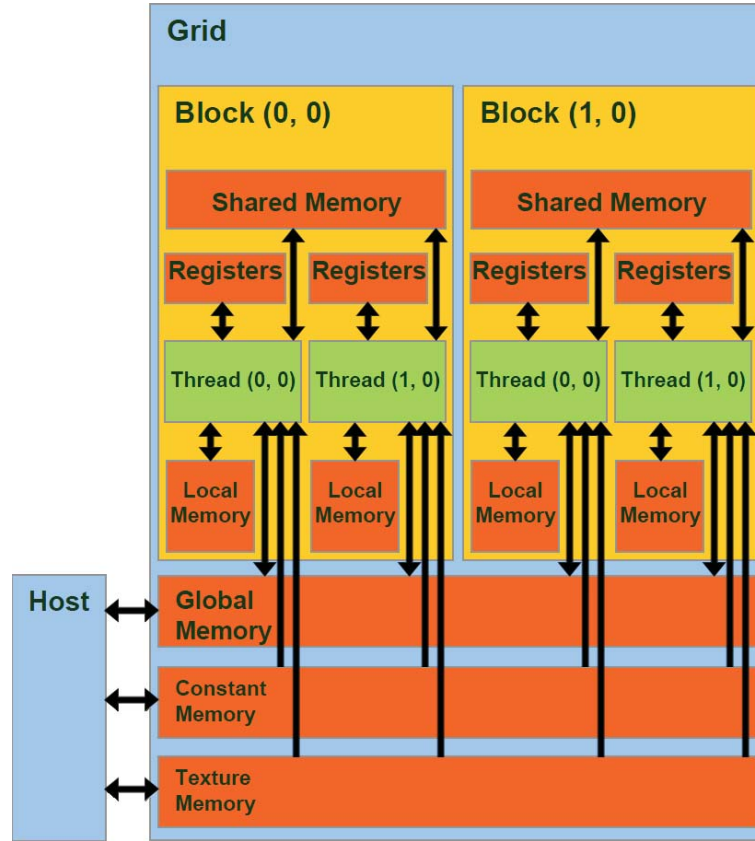 Grid
Block (0, 0)
Block (1, 0)
Shared Memory
Shared Memory
Registers
Registers
Registers
Registers
Thread (0, 0)
Thread (1, 0)
Thread (0, 0)
Thread (1, 0)
Local
Memory
Local
Memory
Local
Memory
Local
Memory
Host
Global
Memory
Constant
Memory
Texture
Memory